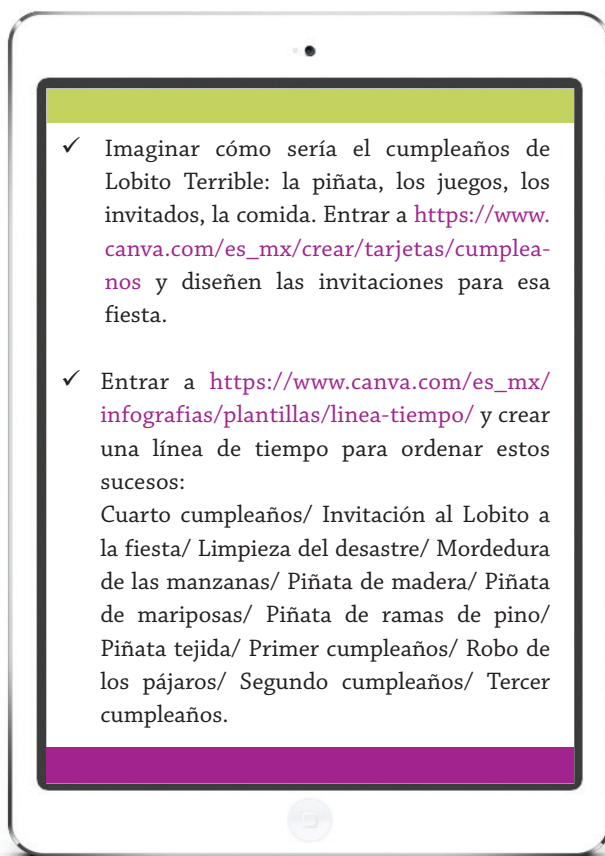 ✓ Imaginar cómo sería el cumpleaños de
Lobito Terrible: la piñata, los juegos, los
invitados, la comida. Entrar a https://www.
canva.com/es_mx/crear/tarjetas/cumplea-
nos y diseñen las invitaciones para esa
fiesta.
✓ Entrar a https://www.canva.com/es_mx/
infografias/plantillas/linea-tiempo/ y crear
una línea de tiempo para ordenar estos
sucesos:
Cuarto cumpleaños/ Invitación al Lobito a
la fiesta/ Limpieza del desastre/ Mordedura
de las manzanas/ Piñata de madera/ Piñata
de mariposas/ Piñata de ramas de pino/
Piñata tejida/ Primer cumpleaños/ Robo de
los pájaros/ Segundo cumpleaños/ Tercer
cumpleaños.